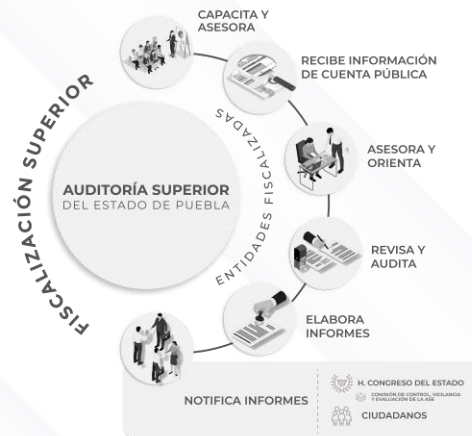 CAPACITA Y
ASESORA
RECIBE INFORMACIÓN
DE CUENTA PÚBLICA
FISCALIZACIÓN SUPERIOR
ENTIDADES FISCALIZADAS
AUDITORÍA SUPERIOR
DEL ESTADO DE PUEBLA
ASESORA Y
ORIENTA
REVISA Y
AUDITA
ELABORA
INFORMES
NOTIFICA INFORMES
H. CONGRESO DEL ESTADO
COMISIÓN DE CONTROL, VIGILANCIA
Y EVALUACIÓN DE LA ASE
CIUDADANOS